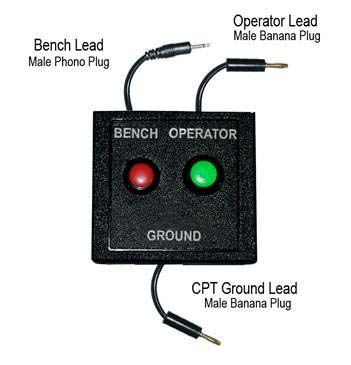 Operator Lead
Male Banana Plug
Bench Lead
Male Phono Plug
BENCH OPERATOR
GROUND
CPT Ground Lead
Male Banana Plug